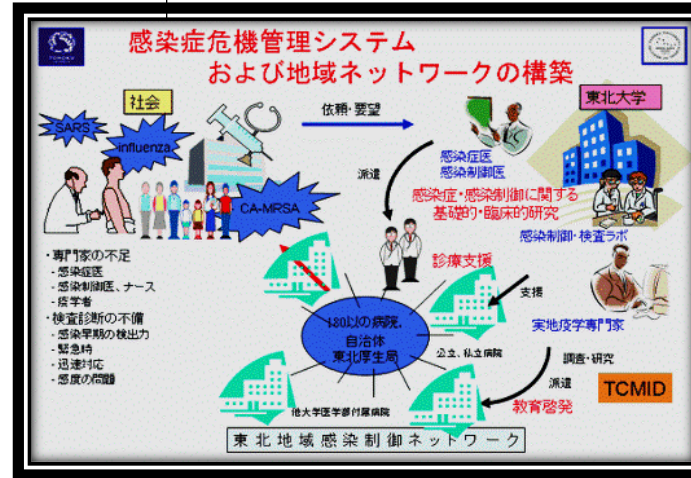 感染症危機管理システム
および地域ネットワークの構築
TOHOKU
社会
SARS
influenza
CA-MRSA
依頼・要望
東北大学
感染症医
感染制御医
派遣
感染症・感染制御に関する
基礎的・臨床的研究
感染制御・検査ラボ
・専門家の不足
- 感染症医
- 感染制御医、ナース
- 疫学者
・検査診断の不備
- 感染早期の検出力
- 緊急時
- 迅速対応
- 感度の問題
診療支援
支援
180以の病院、
自治体
東北厚生局
公立、私立病院
実地疫学専門家
調査・研究
派遣
TCMID
教育啓発
他大学医学部付属病院
東北地域感染制御ネットワーク